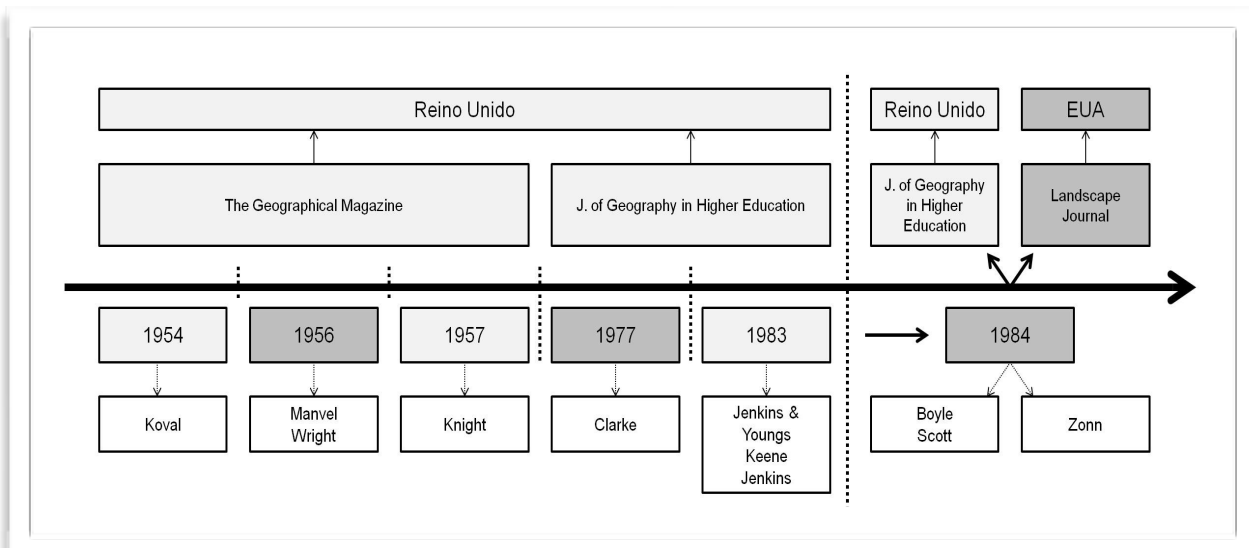 Reino Unido
Reino Unido
EUA
The Geographical Magazine
J. of Geography in Higher Education
J. of Geography
in Higher
Education
Landscape
Journal
1954
1956
1957
1977
1983
1984
Koval
Manvel
Wright
Knight
Clarke
Jenkins &
Youngs
Keene
Jenkins
Boyle
Scott
Zonn